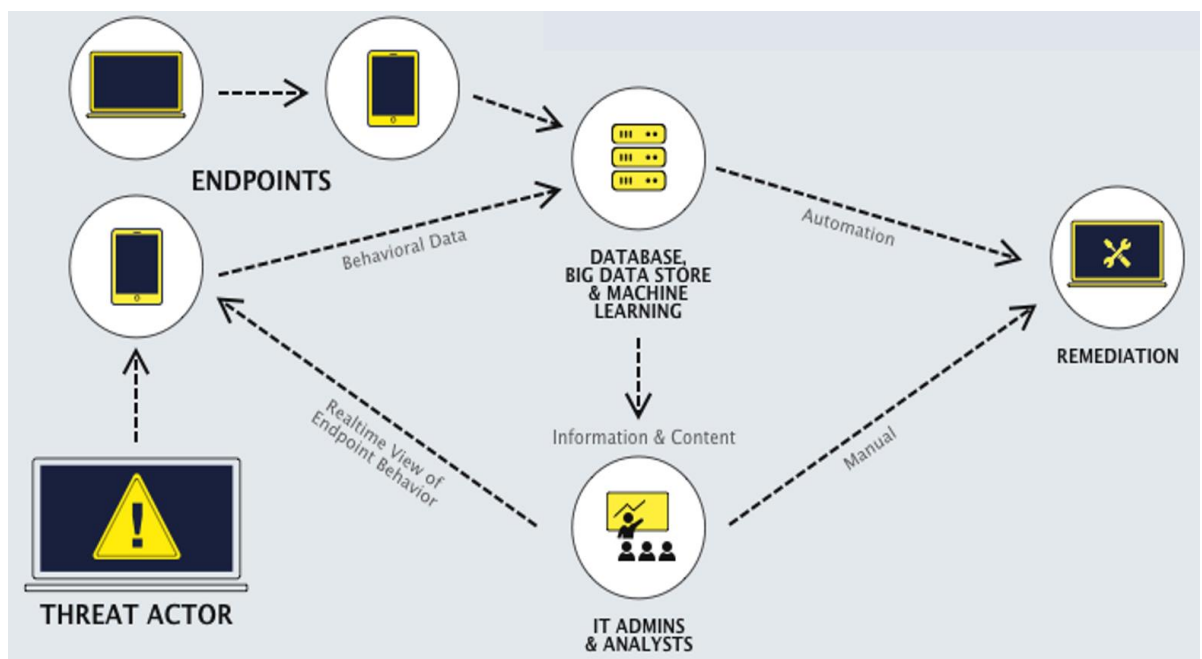 ENDPOINTS
Behavioral Data
DATABASE,
BIG DATA STORE
& MACHINE
LEARNING
Automation
REMEDIATION
Realtime View of
Endpoint Behavior
Information & Content
Manual
THREAT ACTOR
IT ADMINS
& ANALYSTS